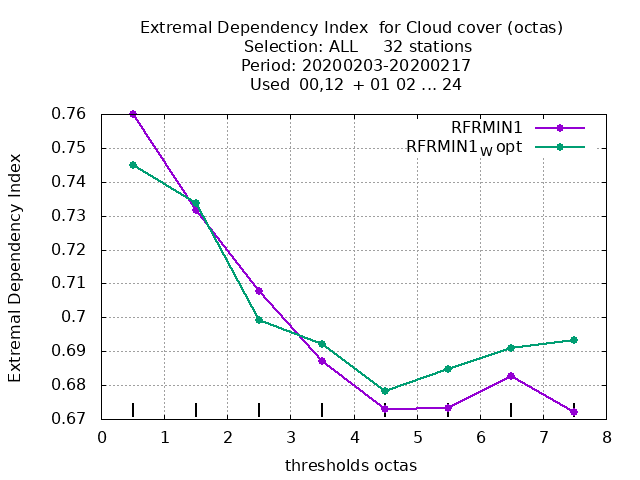 Extremal Dependency Index  for Cloud cover (octas)
Selection: ALL     32 stations
Period: 20200203-20200217
Used  00,12  + 01 02 ... 24
RFRMIN1
RFRMIN1W opt
Extremal Dependency Index
0.76
0.75
0.74
0.73
0.72
0.71
0.7
0.69
0.68
0.67
0 1 2 3 4 5 6 7 8
thresholds octas